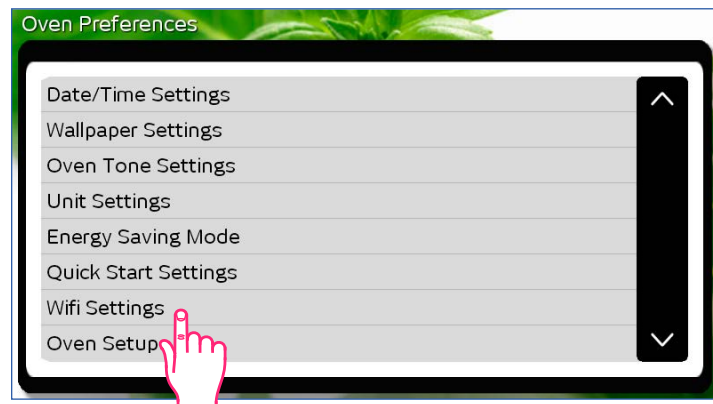 Oven Preferences
Date/Time Settings
Wallpaper Settings
Oven Tone Settings
Unit Settings
Energy Saving Mode
Quick Start Settings
Wifi Settings
Oven Setup